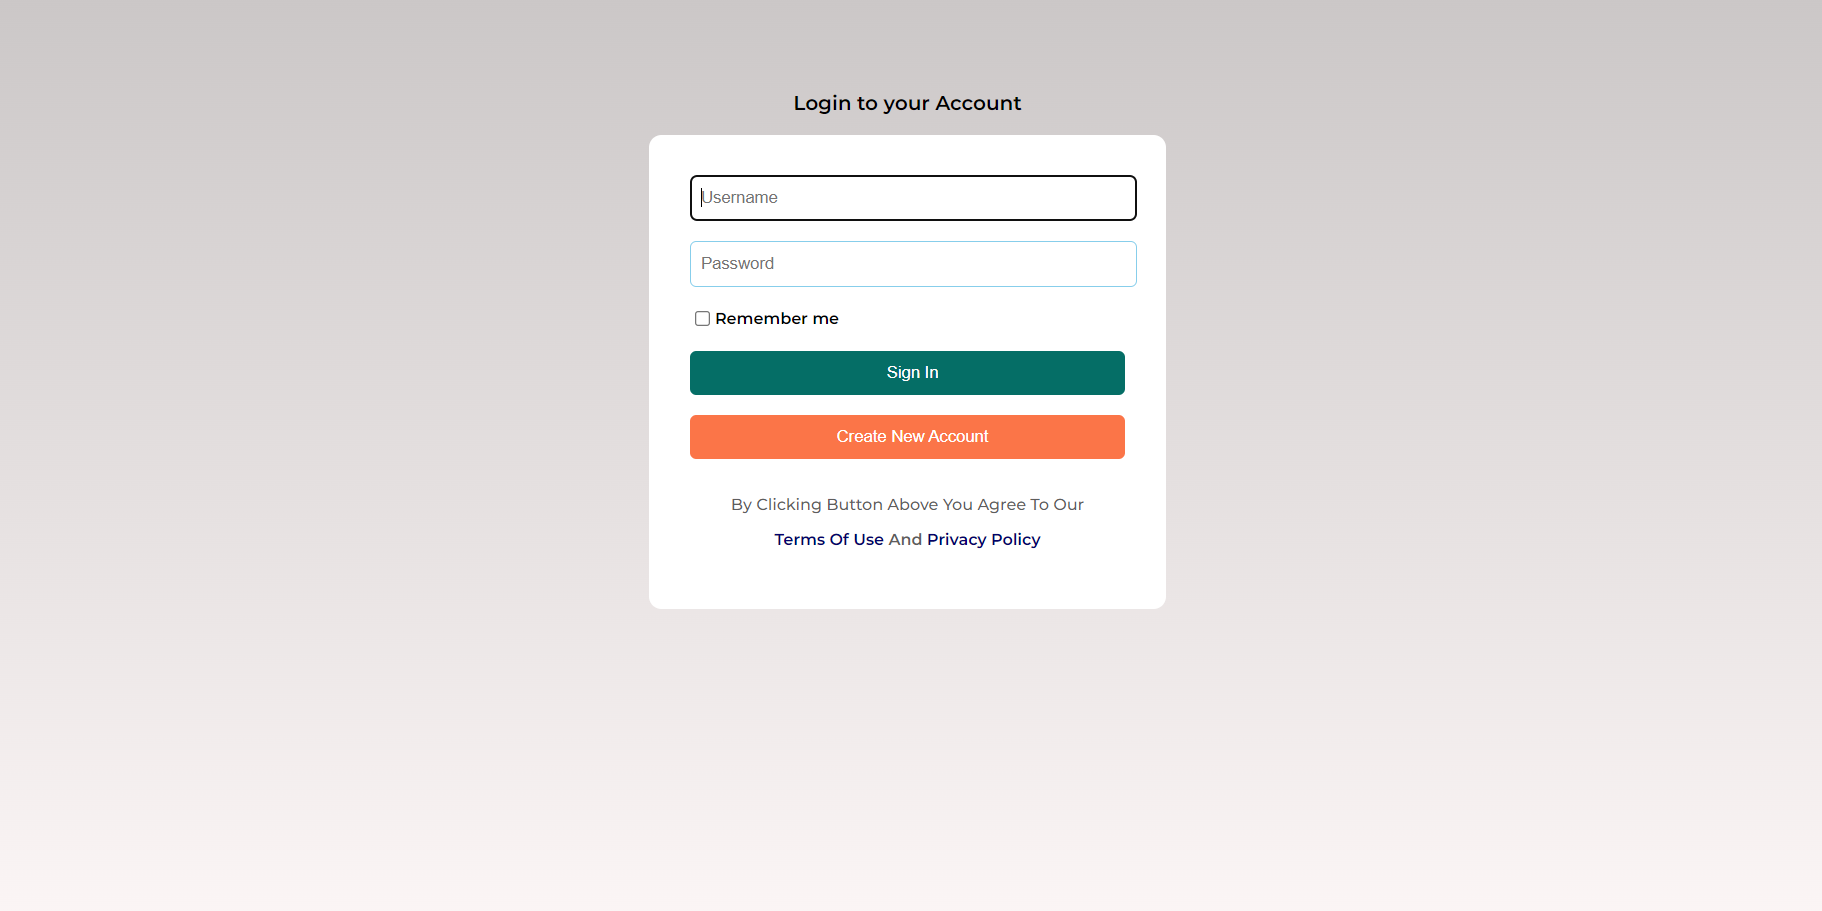 Login to your Account
Username
Password
Remember me
Sign In
Create New Account
By Clicking Button Above You Agree To Our
Terms Of Use And Privacy Policy